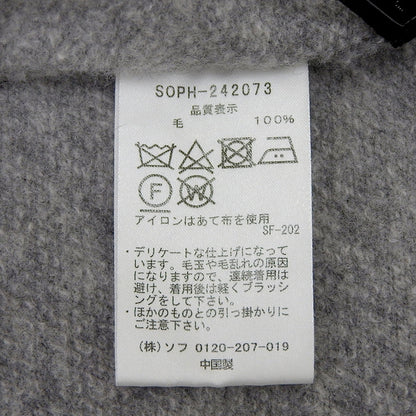 SOPH-242073
品質表示
毛 100%
F W
アイロンはあて布を使用
SF-202
・デリケートな仕上げになって
います。毛玉や毛乱れの原因
になりますので、連続着用は
避け、着用後は軽くブラッシ
ングをして下さい。
・ほかのものとの引っ掛かりに
ご注意下さい。
(株)ソフ 0120-207-019
中国製